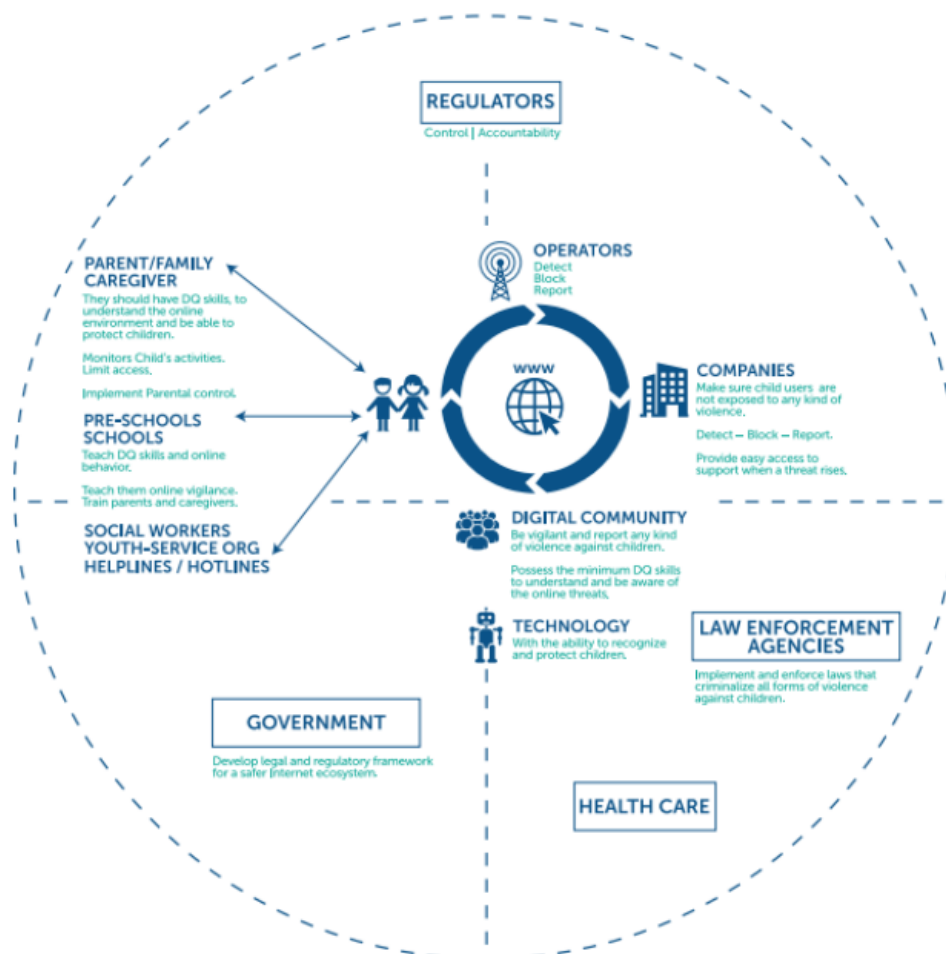 REGULATORS
Control | Accountability
OPERATORS
Detect
Block
Report
PARENT/FAMILY
CAREGIVER
They should have DQ skills, to
understand the online
environment and be able to
protect children.
Monitors Child's activities.
Limit access.
Implement Parental control.
PRE-SCHOOLS
SCHOOLS
Teach DQ skills and online
behavior.
Teach them online vigilance.
Train parents and caregivers.
SOCIAL WORKERS
YOUTH-SERVICE ORG
HELPLINES / HOTLINES
www
COMPANIES
Make sure child users are
not exposed to any kind of
violence.
Detect – Block – Report.
Provide easy access to
support when a threat rises.
DIGITAL COMMUNITY
Be vigilant and report any kind
of violence against children.
Possess the minimum DQ skills
to understand and be aware of
the online threats.
TECHNOLOGY
With the ability to recognize
and protect children.
LAW ENFORCEMENT
AGENCIES
Implement and enforce laws that
criminalize all forms of violence
against children.
GOVERNMENT
Develop legal and regulatory framework
for a safer Internet ecosystem.
HEALTH CARE